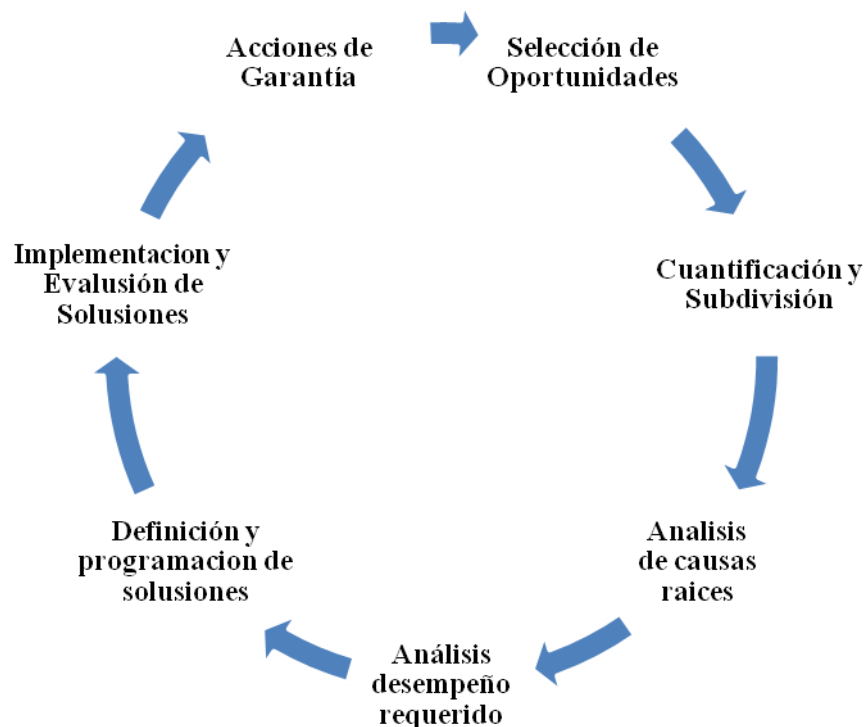 Acciones de
Garantía
Selección de
Oportunidades
Cuantificación y
Subdivisión
Analisis
de causas
raices
Análisis
desempeño
requerido
Definición y
programacion de
solusiones
Implementacion y
Evalusión de
Solusiones